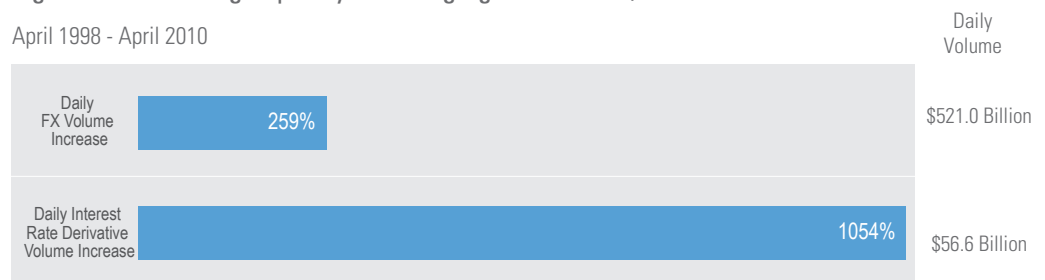 April 1998 - April 2010
Daily
Volume
Daily
FX Volume
Increase
259%
$521.0 Billion
Daily Interest
Rate Derivative
Volume Increase
1054%
$56.6 Billion